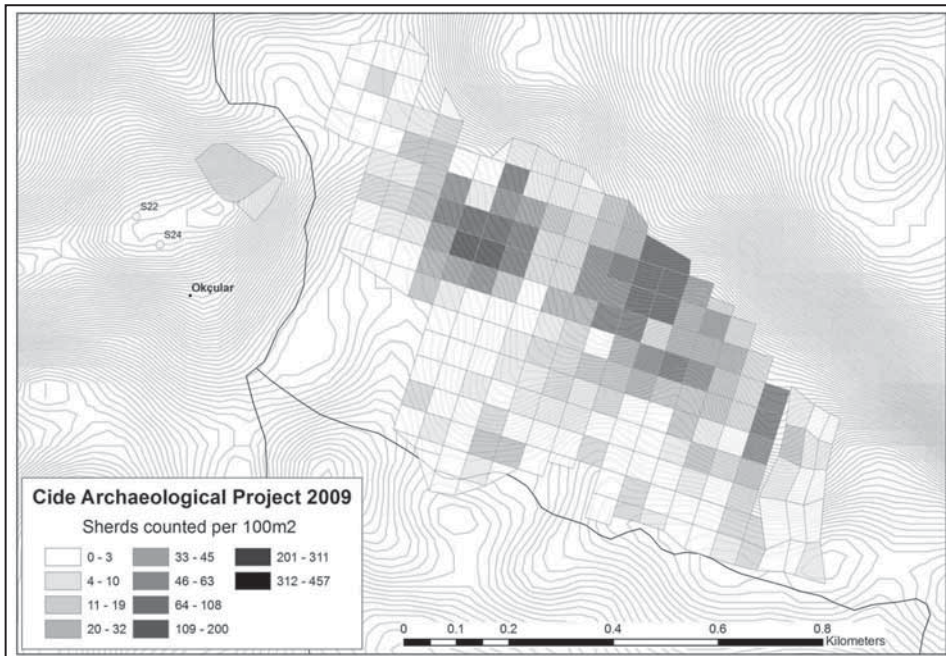 S22
S24
Okçular
Cide Archaeological Project 2009
Sherds counted per 100m2
0 - 3
4 - 10
11 - 19
20 - 32
33 - 45
46 - 63
64 - 108
109 - 200
201 - 311
312 - 457
0 0.1 0.2 0.4 0.6 0.8
Kilometers